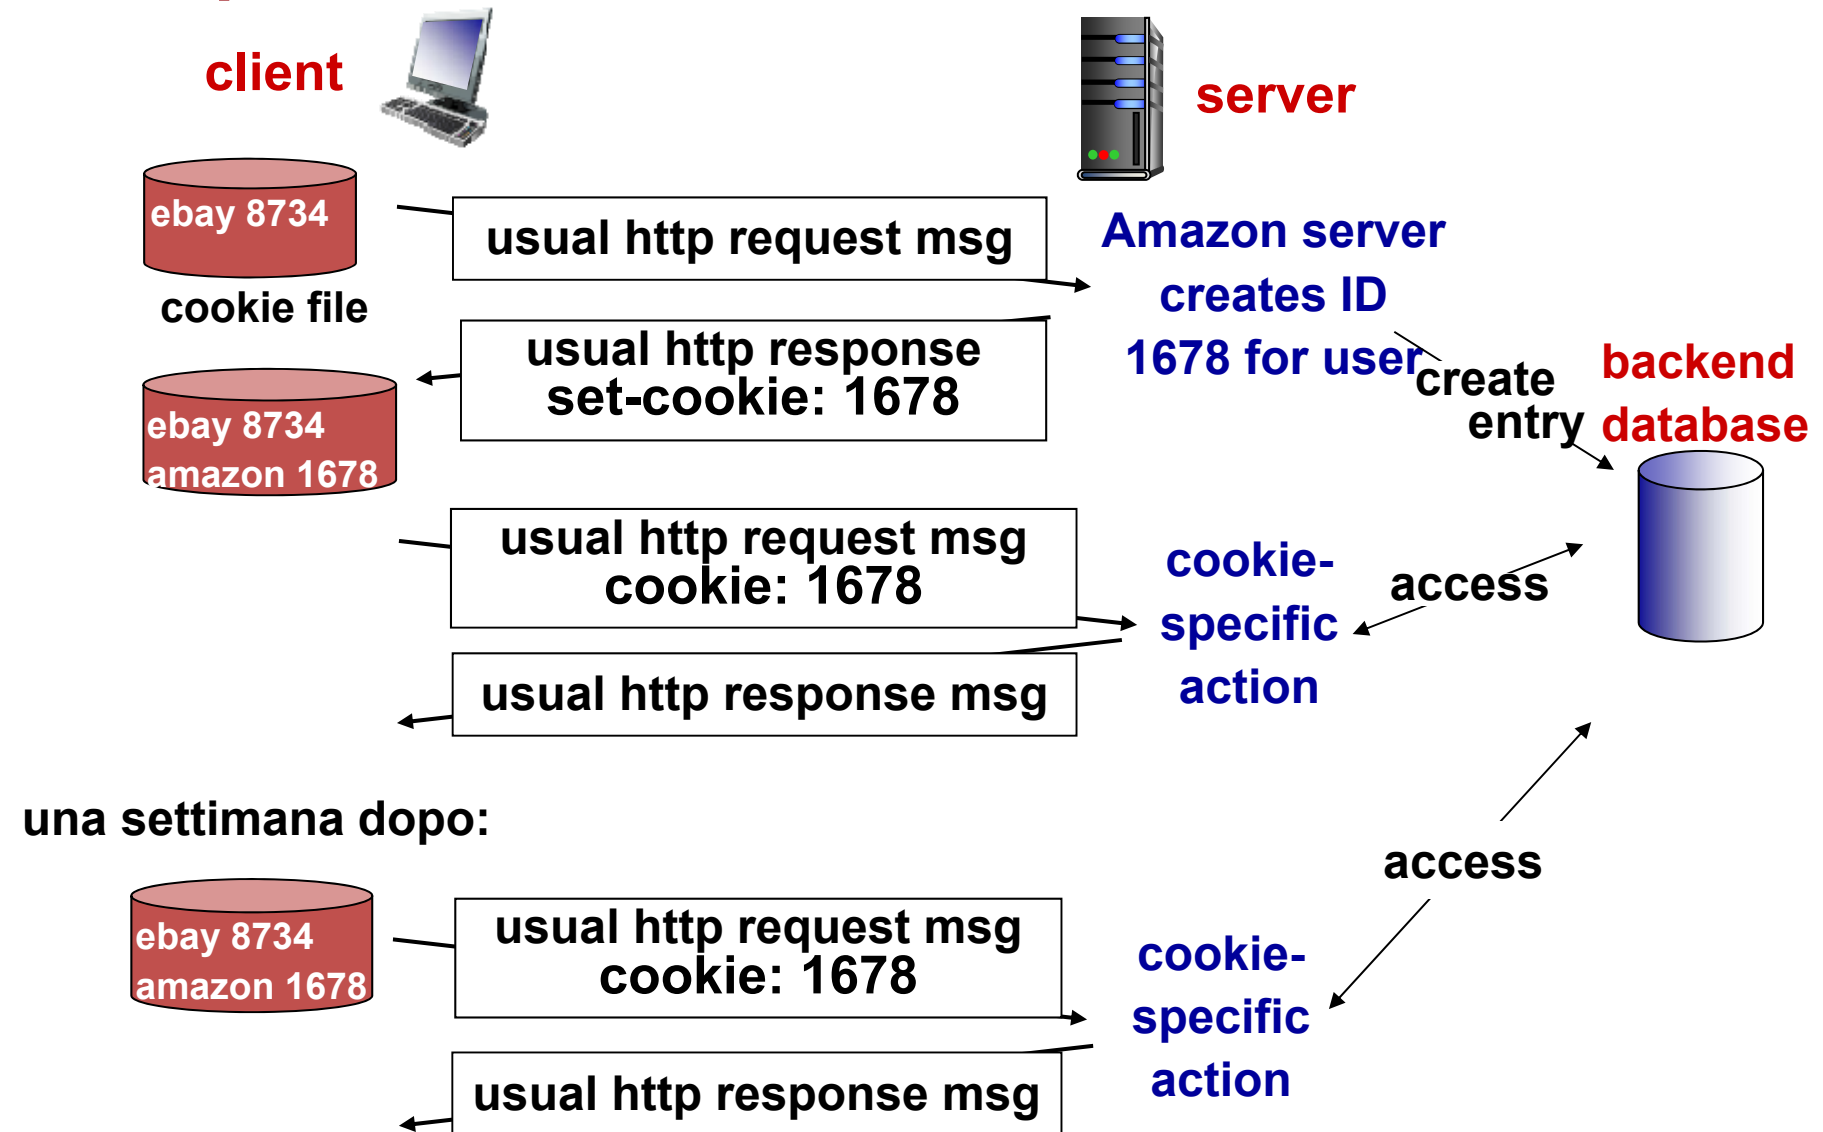 client
server
ebay 8734
cookie file
usual http request msg
Amazon server
creates ID
1678 for user
usual http response
set-cookie: 1678
create
entry
backend
database
ebay 8734
amazon 1678
usual http request msg
cookie: 1678
cookie-
specific
action
access
usual http response msg
una settimana dopo:
access
ebay 8734
amazon 1678
usual http request msg
cookie: 1678
cookie-
specific
action
usual http response msg